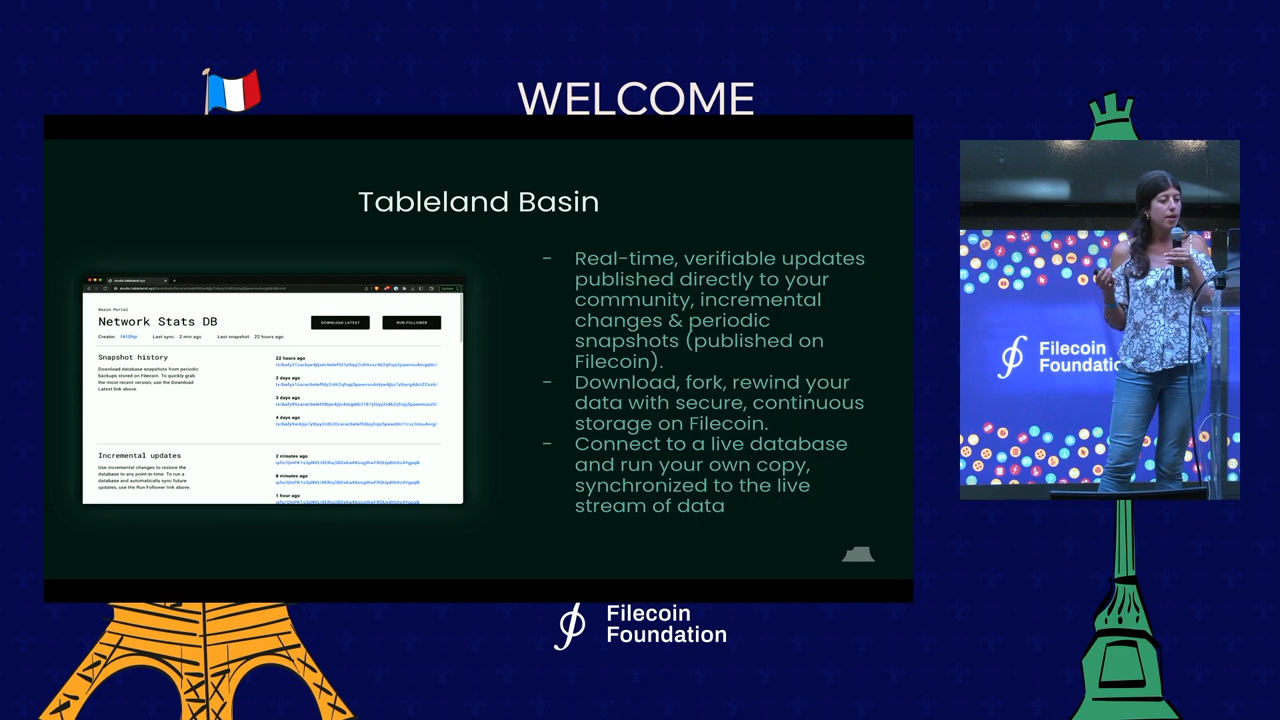 WELCOME
Tableland Basin
- Real-time, verifiable updates
published directly to your
community, incremental
changes & periodic
snapshots (published on
Filecoin).
- Download, fork, rewind your
data with secure, continuous
storage on Filecoin.
- Connect to a live database
and run your own copy,
synchronized to the live
stream of data
Basin Portal
Network Stats DB
DOWNLOAD LATEST
RUN FOLLOWER
Creator:
Last sync: 2 min ago
Last snapshot: 22 hours ago
Snapshot history
Download database snapshots from periodic
backups stored on Filecoin. To quickly grab
the most recent version, use the Download
Latest link above.
22 hours ago
2 days ago
3 days ago
4 days ago
Incremental updates
Use incremental changes to restore the
database to any point-in-time. To run a
database and automatically sync future
updates, use the Run Follower link above.
2 minutes ago
8 minutes ago
1 hour ago
Filecoin
Foundatio
Filecoin
Foundation